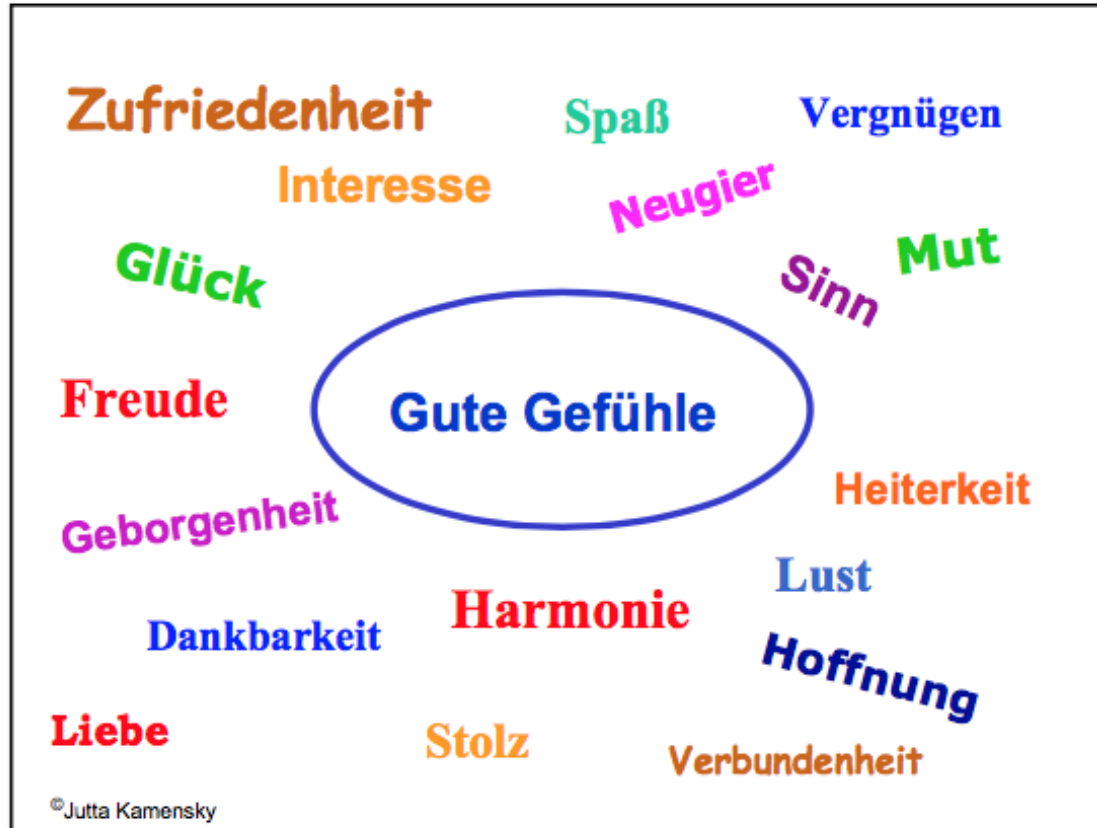 Zufriedenheit
Spaß
Vergnügen
Interesse
Neugier
Glück
Sinn
Mut
Freude
Gute Gefühle
Heiterkeit
Geborgenheit
Lust
Harmonie
Dankbarkeit
Hoffnung
Liebe
Stolz
Verbundenheit
©Jutta Kamensky